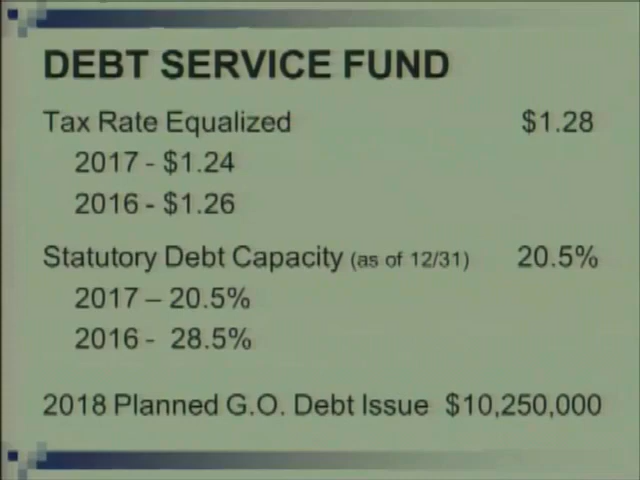 DEBT SERVICE FUND
Tax Rate Equalized $1.28
2017 - $1.24
2016 - $1.26
Statutory Debt Capacity (as of 12/31) 20.5%
2017 – 20.5%
2016 - 28.5%
2018 Planned G.O. Debt Issue $10,250,000